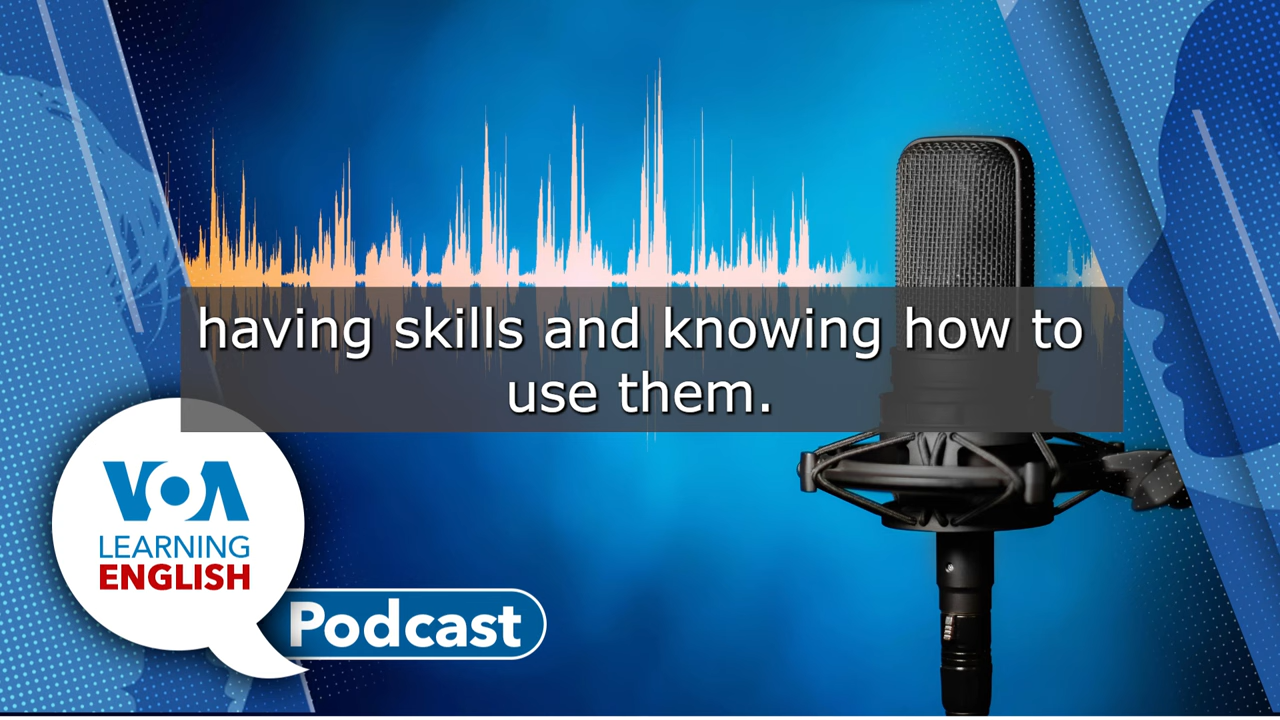 having skills and knowing how to
use them.
VOA
LEARNING
ENGLISH
Podcast